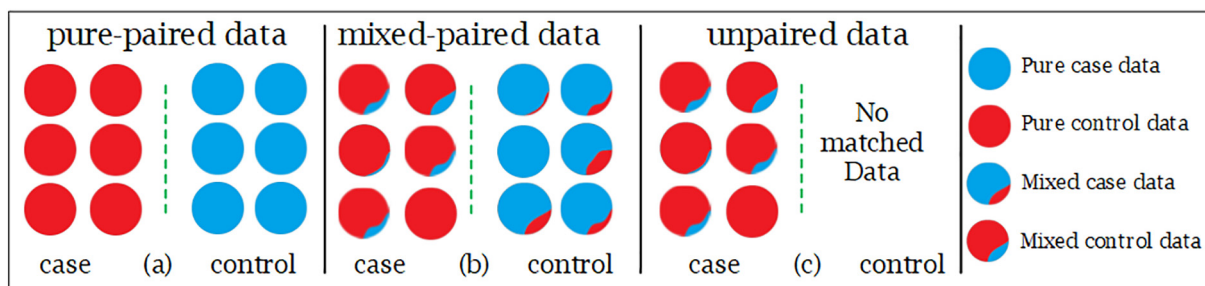 pure-paired data
mixed-paired data
unpaired data
No
matched
Data
case (a) control
case (b) control
case (c) control
Pure case data
Pure control data
Mixed case data
Mixed control data